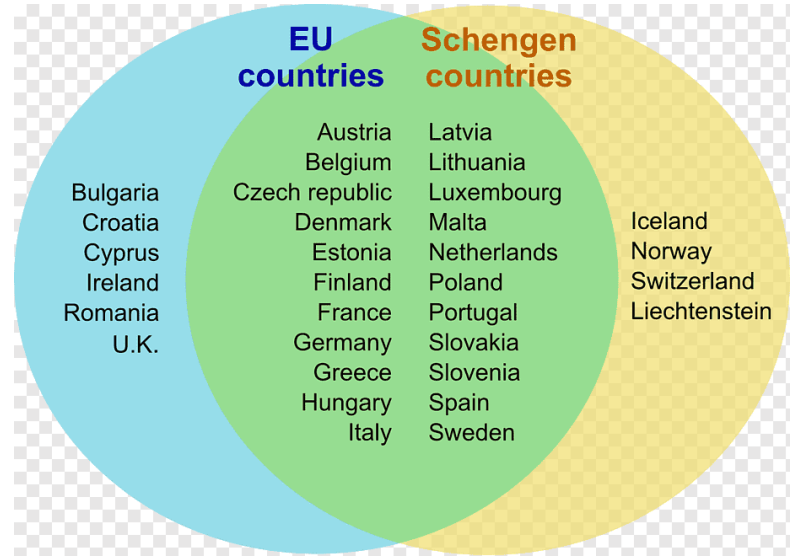 EU
countries
Schengen
countries
Bulgaria
Croatia
Cyprus
Ireland
Romania
U.K.
Austria
Belgium
Czech republic
Denmark
Estonia
Finland
France
Germany
Greece
Hungary
Italy
Latvia
Lithuania
Luxembourg
Malta
Netherlands
Poland
Portugal
Slovakia
Slovenia
Spain
Sweden
Iceland
Norway
Switzerland
Liechtenstein